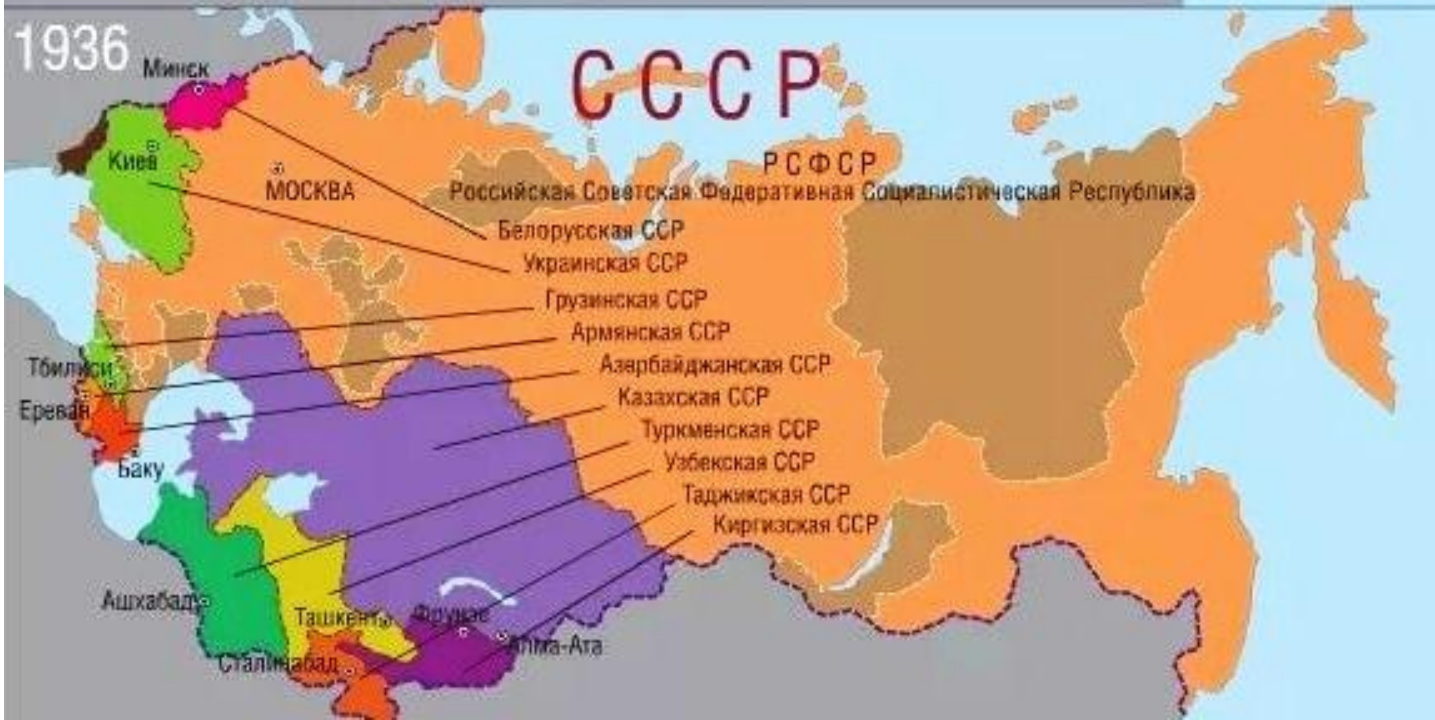 1936
СССР
Минск
Киев
МОСКВА
РСФСР
Российская Советская Федеративная Социалистическая Республика
Белорусская ССР
Украинская ССР
Грузинская ССР
Армянская ССР
Азербайджанская ССР
Казахская ССР
Туркменская ССР
Узбекская ССР
Таджикская ССР
Киргизская ССР
Тбилиси
Ереван
Баку
Ашхабад
Ташкент
Фрунзе
Алма-Ата
Сталинабад